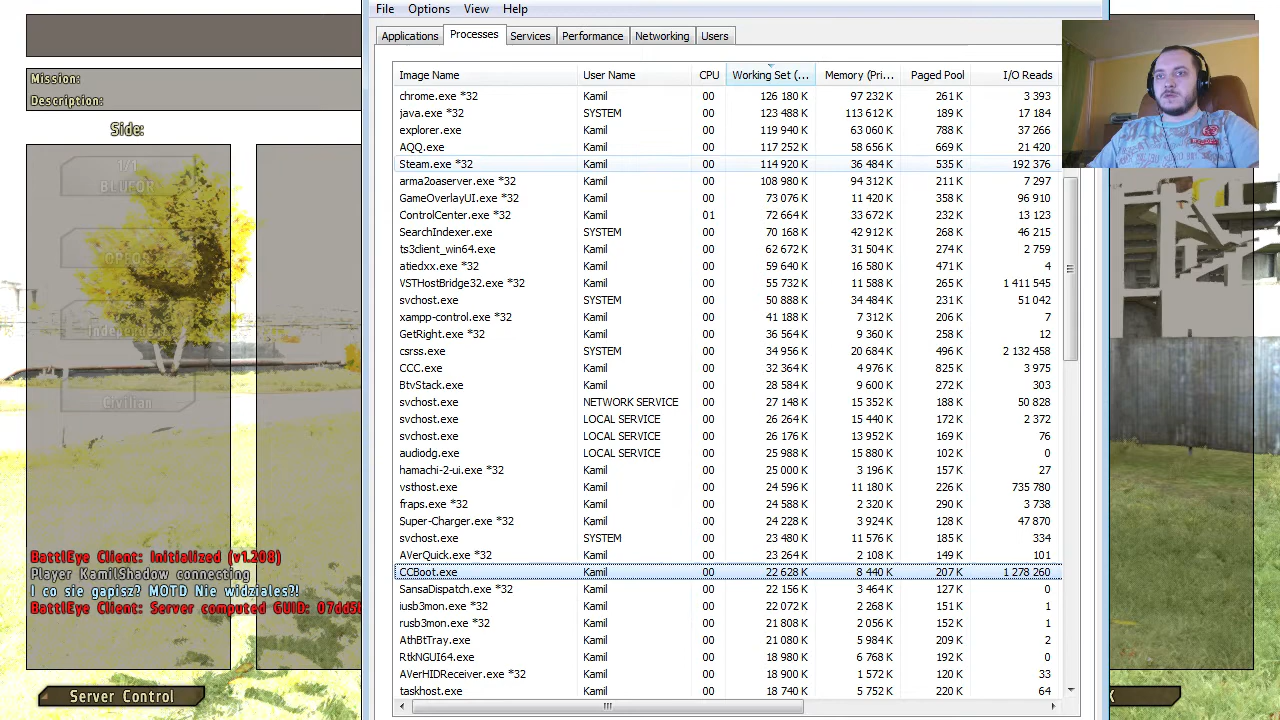 File Options View Help
Applications Processes Services Performance Networking Users
Image Name User Name CPU Working Set (... Memory (Pri... Paged Pool I/O Reads
chrome.exe *32 Kamil 00 126 180 K 97 232 K 261 K 3 393
java.exe *32 SYSTEM 00 123 488 K 113 612 K 189 K 17 184
explorer.exe Kamil 00 119 940 K 63 060 K 788 K 37 266
AQQ.exe Kamil 00 117 252 K 58 656 K 669 K 21 420
Steam.exe *32 Kamil 00 114 920 K 36 484 K 535 K 192 376
arma2oaserver.exe *32 Kamil 00 108 980 K 94 312 K 211 K 7 297
GameOverlayUI.exe *32 Kamil 00 73 076 K 11 420 K 358 K 96 910
ControlCenter.exe *32 Kamil 01 72 664 K 33 672 K 232 K 13 123
SearchIndexer.exe SYSTEM 00 70 168 K 42 912 K 268 K 46 215
ts3client_win64.exe Kamil 00 62 672 K 31 504 K 274 K 2 759
atiedxx.exe *32 Kamil 00 59 640 K 16 580 K 471 K 4
VSTHostBridge32.exe *32 Kamil 00 55 732 K 11 588 K 265 K 1 411 545
svchost.exe SYSTEM 00 50 888 K 34 484 K 231 K 51 042
xampp-control.exe *32 Kamil 00 41 188 K 7 312 K 206 K 7
GetRight.exe *32 Kamil 00 36 564 K 9 360 K 258 K 12
csrss.exe SYSTEM 00 34 956 K 20 684 K 496 K 2 132 458
CCC.exe Kamil 00 32 364 K 4 976 K 825 K 3 975
BtvStack.exe Kamil 00 28 584 K 9 600 K 272 K 303
svchost.exe NETWORK SERVICE 00 27 148 K 15 352 K 188 K 50 828
svchost.exe LOCAL SERVICE 00 26 264 K 15 440 K 172 K 2 372
svchost.exe LOCAL SERVICE 00 26 176 K 13 952 K 169 K 76
audiodg.exe LOCAL SERVICE 00 25 988 K 15 880 K 102 K 0
hamachi-2-ui.exe *32 Kamil 00 25 000 K 3 196 K 157 K 27
vsthost.exe Kamil 00 24 596 K 11 180 K 226 K 735 780
fraps.exe *32 Kamil 00 24 588 K 2 320 K 290 K 3 738
Super-Charger.exe *32 Kamil 00 24 228 K 3 924 K 128 K 47 870
svchost.exe SYSTEM 00 23 480 K 11 576 K 185 K 334
AVerQuick.exe *32 Kamil 00 23 264 K 2 108 K 149 K 101
CCBoot.exe Kamil 00 22 628 K 8 440 K 207 K 1 278 260
SansaDispatch.exe *32 Kamil 00 22 156 K 3 464 K 127 K 0
iusb3mon.exe *32 Kamil 00 22 072 K 2 268 K 151 K 1
rusb3mon.exe *32 Kamil 00 21 808 K 2 056 K 152 K 1
AthBtTray.exe Kamil 00 21 080 K 5 984 K 209 K 2
RtkNGUI64.exe Kamil 00 18 980 K 6 768 K 192 K 0
AVerHIDReceiver.exe *32 Kamil 00 18 900 K 1 572 K 120 K 33
taskhost.exe Kamil 00 18 740 K 5 752 K 220 K 64
Mission:
Description:
Side:
1/1
BLUFOR
OPFOR
Independent
Civilian
BattlEye Client: Initialized (v1.208)
Player KamilShadow connecting
I co sie gapisz? MOTD Nie widziales?!
BattlEye Client: Server computed GUID: 07dd5
Server Control
K